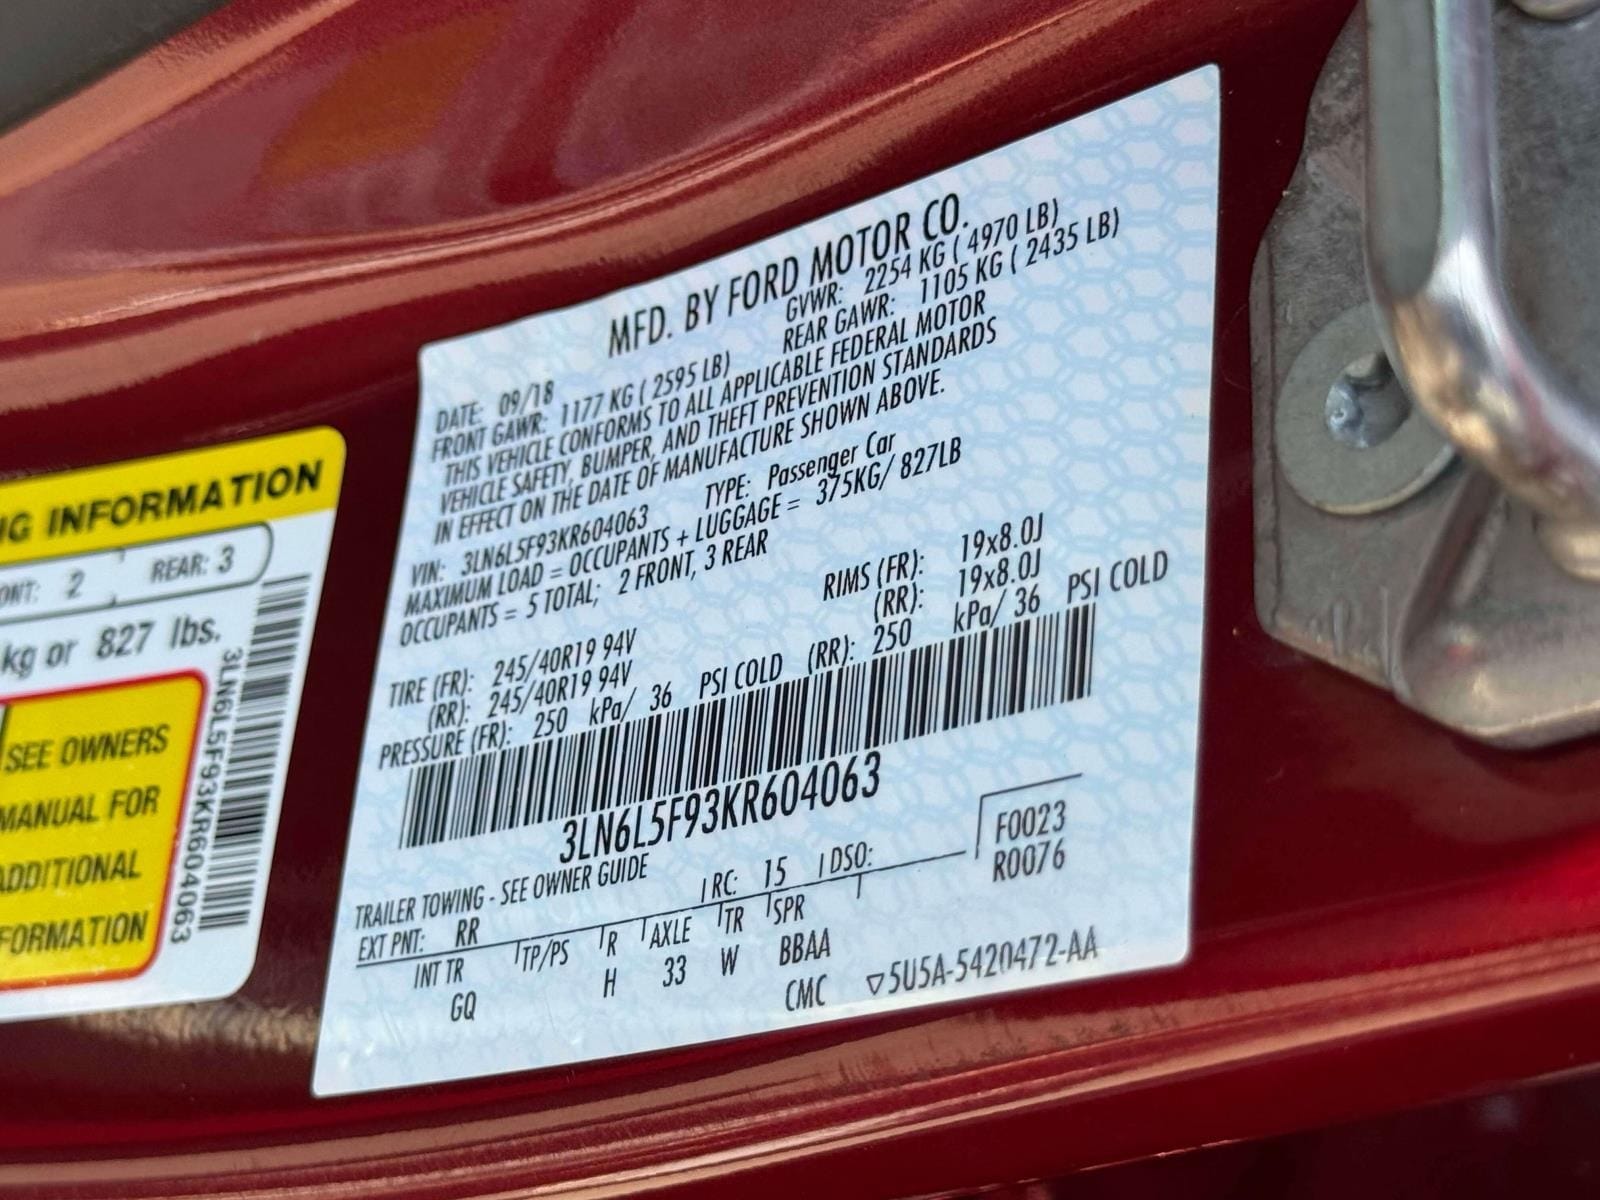 MFD. BY FORD MOTOR CO.
DATE: 09/18 GVWR: 2254 KG ( 4970 LB)
FRONT GAWR: 1177 KG ( 2595 LB) REAR GAWR: 1105 KG ( 2435 LB)
THIS VEHICLE CONFORMS TO ALL APPLICABLE FEDERAL MOTOR
VEHICLE SAFETY, BUMPER, AND THEFT PREVENTION STANDARDS
IN EFFECT ON THE DATE OF MANUFACTURE SHOWN ABOVE.
VIN: 3LN6L5F93KR604063 TYPE: Passenger Car
MAXIMUM LOAD = OCCUPANTS + LUGGAGE = 375KG/ 827LB
OCCUPANTS = 5 TOTAL; 2 FRONT, 3 REAR
TIRE (FR): 245/40R19 94V RIMS (FR): 19x8.0J
(RR): 245/40R19 94V (RR): 19x8.0J
PRESSURE (FR): 250 kPa/ 36 PSI COLD (RR): 250 kPa/ 36 PSI COLD
3LN6L5F93KR604063
TRAILER TOWING - SEE OWNER GUIDE
F0023
R0076
EXT PNT: RR RC: 15 DSO:
INT TR TP/PS R AXLE TR SPR
GQ H 33 W BBAA
CMC ▽5U5A-5420472-AA
NG INFORMATION
ONT: 2 REAR: 3
kg or 827 lbs.
SEE OWNERS
MANUAL FOR
ADDITIONAL
FORMATION
3LN6L5F93KR604063